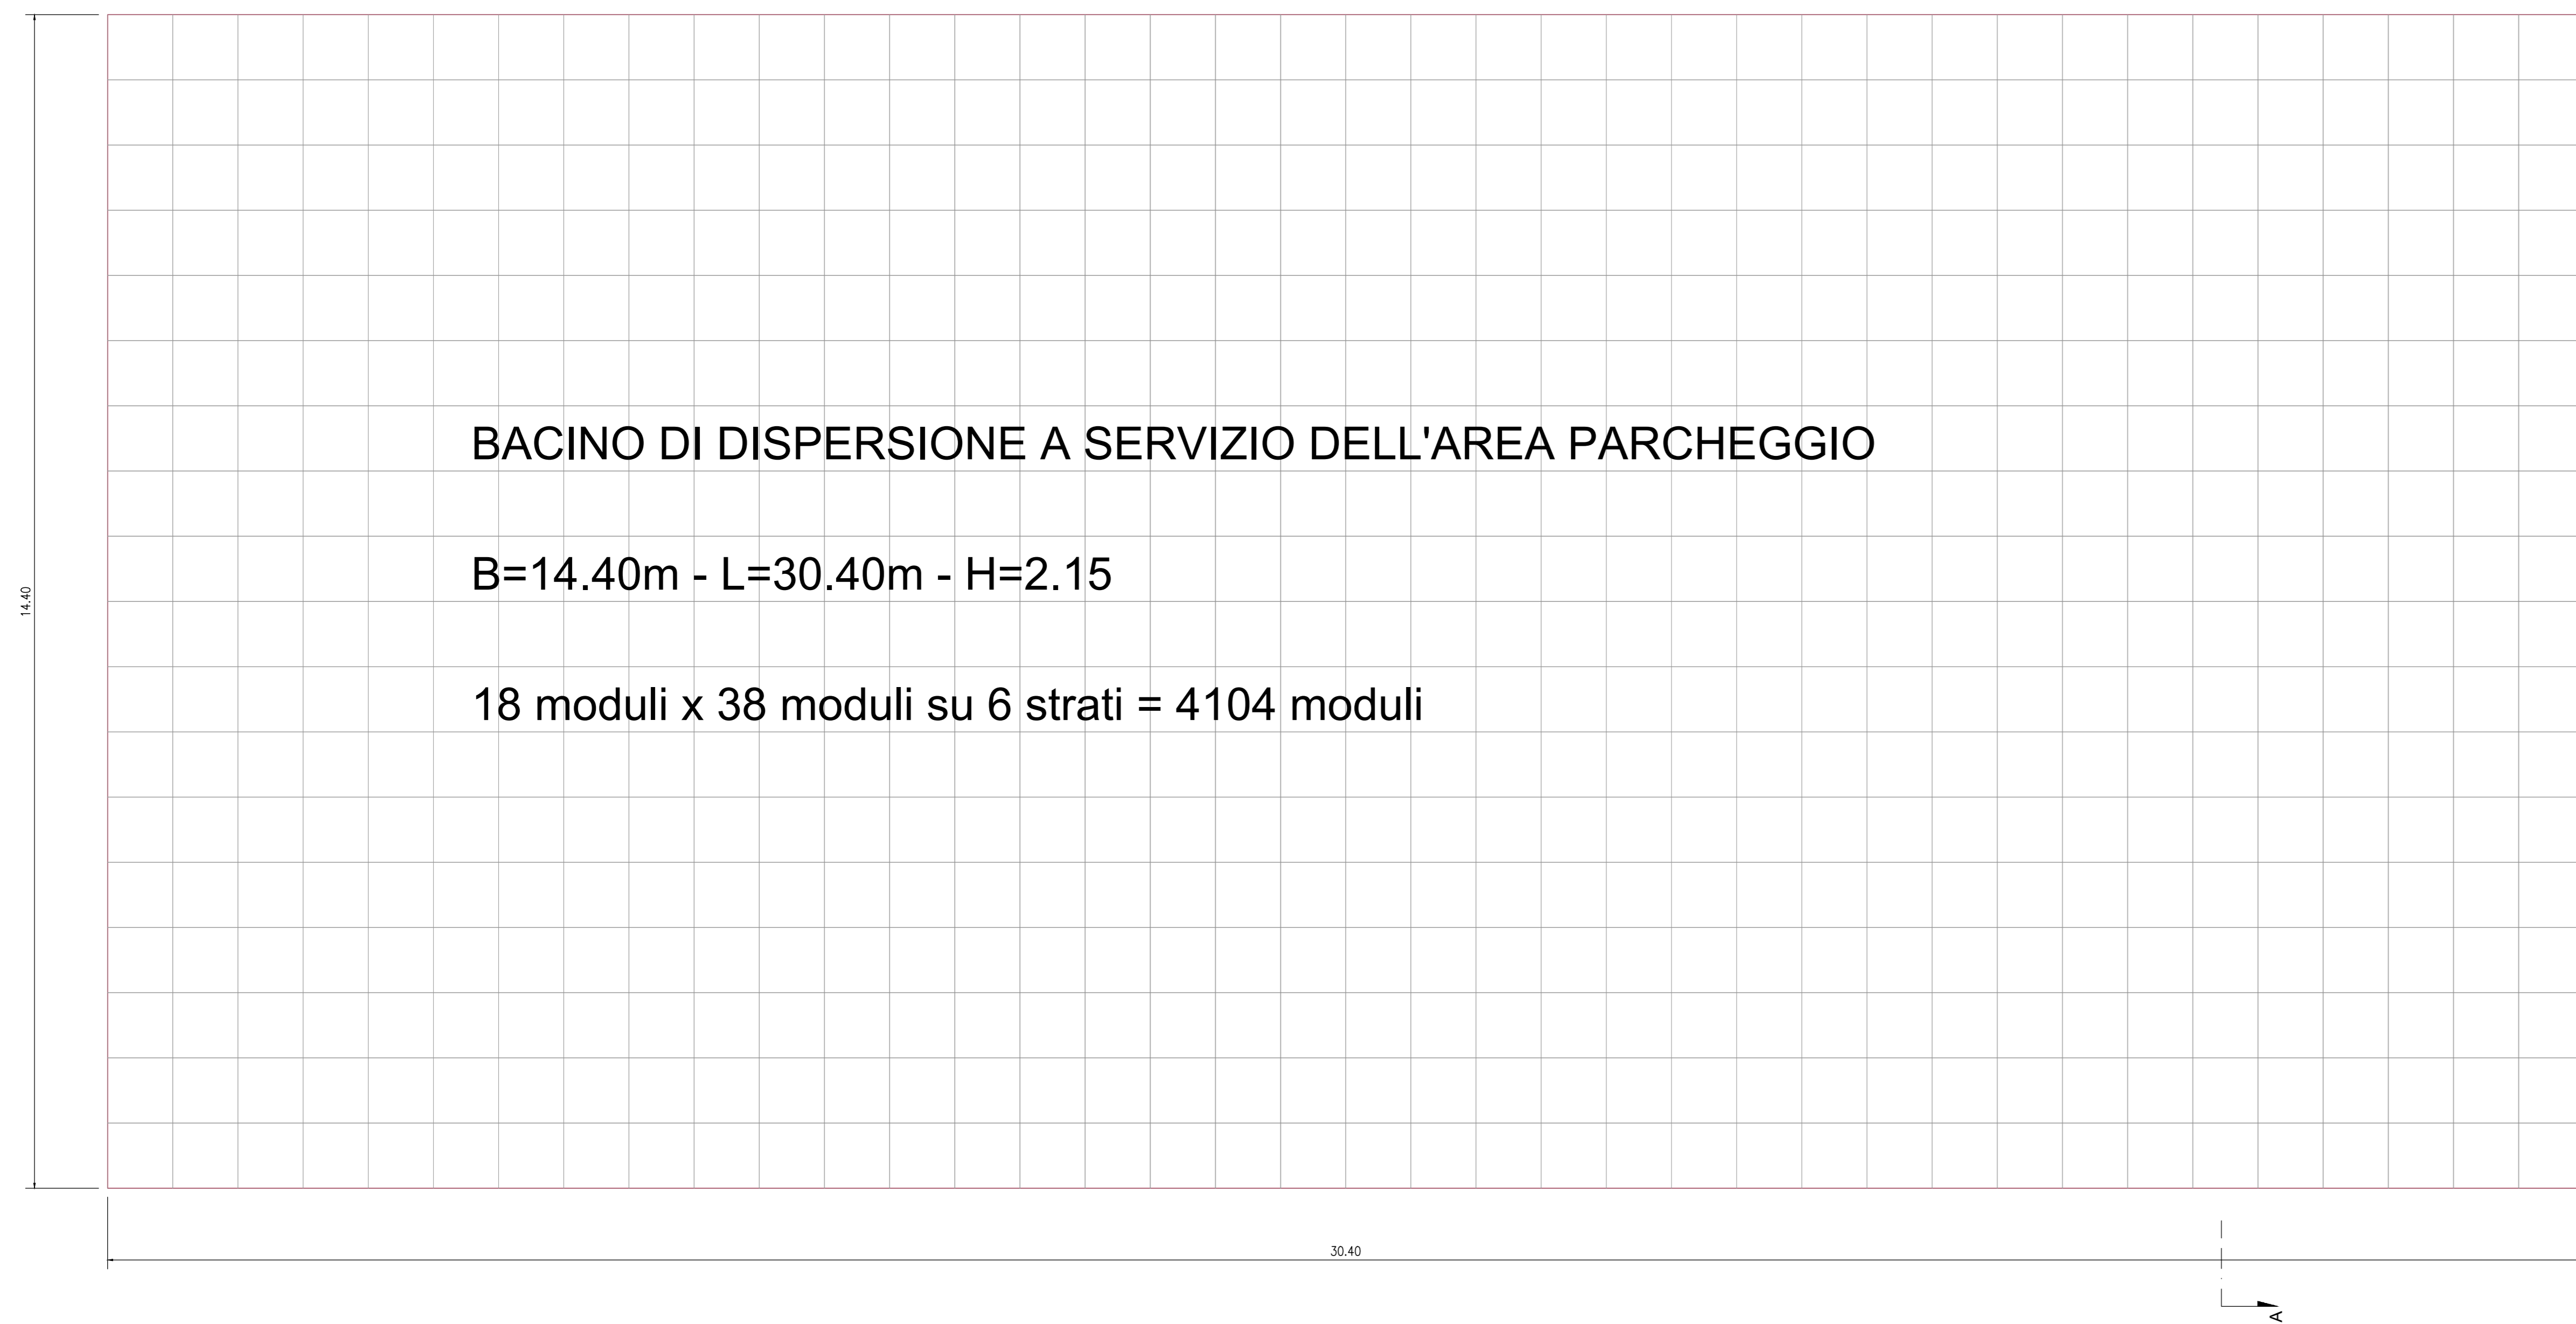 BACINO DI DISPERSIONE A SERVIZIO DELL'AREA PARCHEGGIO
B=14.40m - L=30.40m - H=2.15
14.40
18 moduli x 38 moduli su 6 strati = 4104 moduli
30.40
A